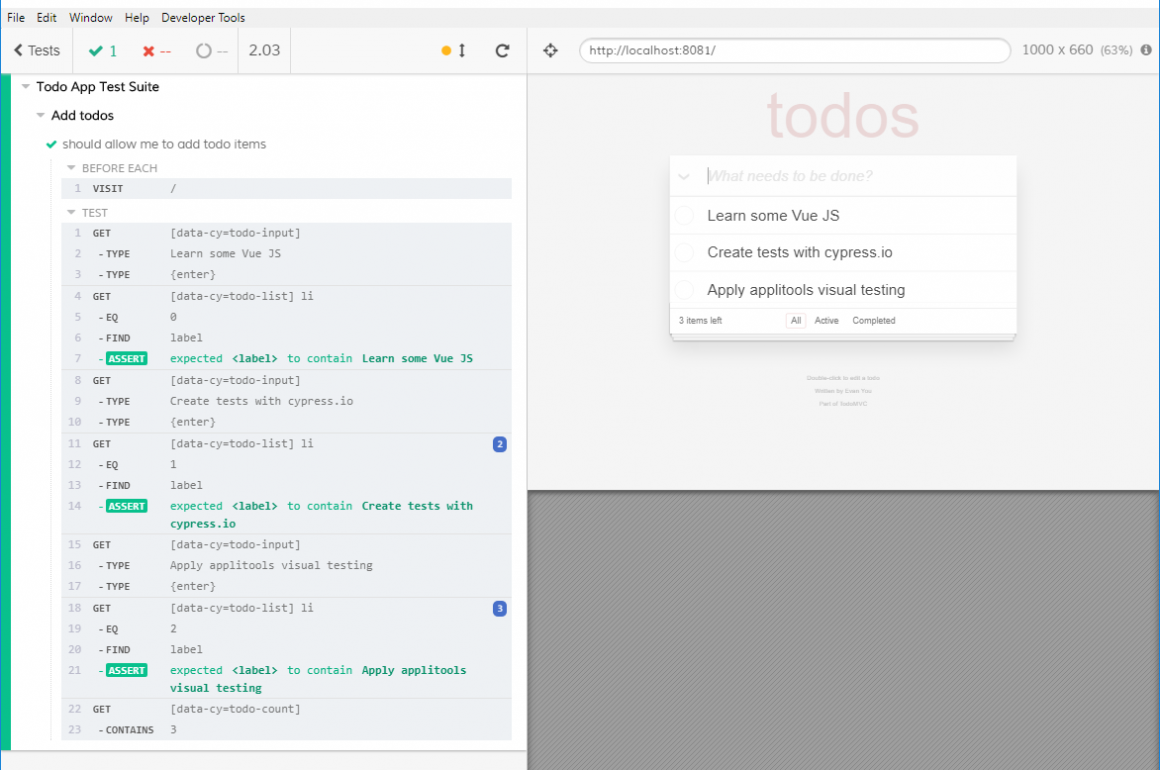 File Edit Window Help Developer Tools
Tests 1 -- -- 2.03
http://localhost:8081/ 1000 x 660 (63%)
Todo App Test Suite
Add todos
should allow me to add todo items
BEFORE EACH
1 VISIT /
TEST
1 GET [data-cy=todo-input]
2 - TYPE Learn some Vue JS
3 - TYPE {enter}
4 GET [data-cy=todo-list] li
5 - EQ 0
6 - FIND label
7 - ASSERT expected <label> to contain Learn some Vue JS
8 GET [data-cy=todo-input]
9 - TYPE Create tests with cypress.io
10 - TYPE {enter}
11 GET [data-cy=todo-list] li 2
12 - EQ 1
13 - FIND label
14 - ASSERT expected <label> to contain Create tests with
cypress.io
15 GET [data-cy=todo-input]
16 - TYPE Apply applitools visual testing
17 - TYPE {enter}
18 GET [data-cy=todo-list] li 3
19 - EQ 2
20 - FIND label
21 - ASSERT expected <label> to contain Apply applitools
visual testing
22 GET [data-cy=todo-count]
23 - CONTAINS 3
todos
What needs to be done?
Learn some Vue JS
Create tests with cypress.io
Apply applitools visual testing
3 items left All Active Completed
Double-click to edit a todo
Written by Evan You
Part of TodoMVC